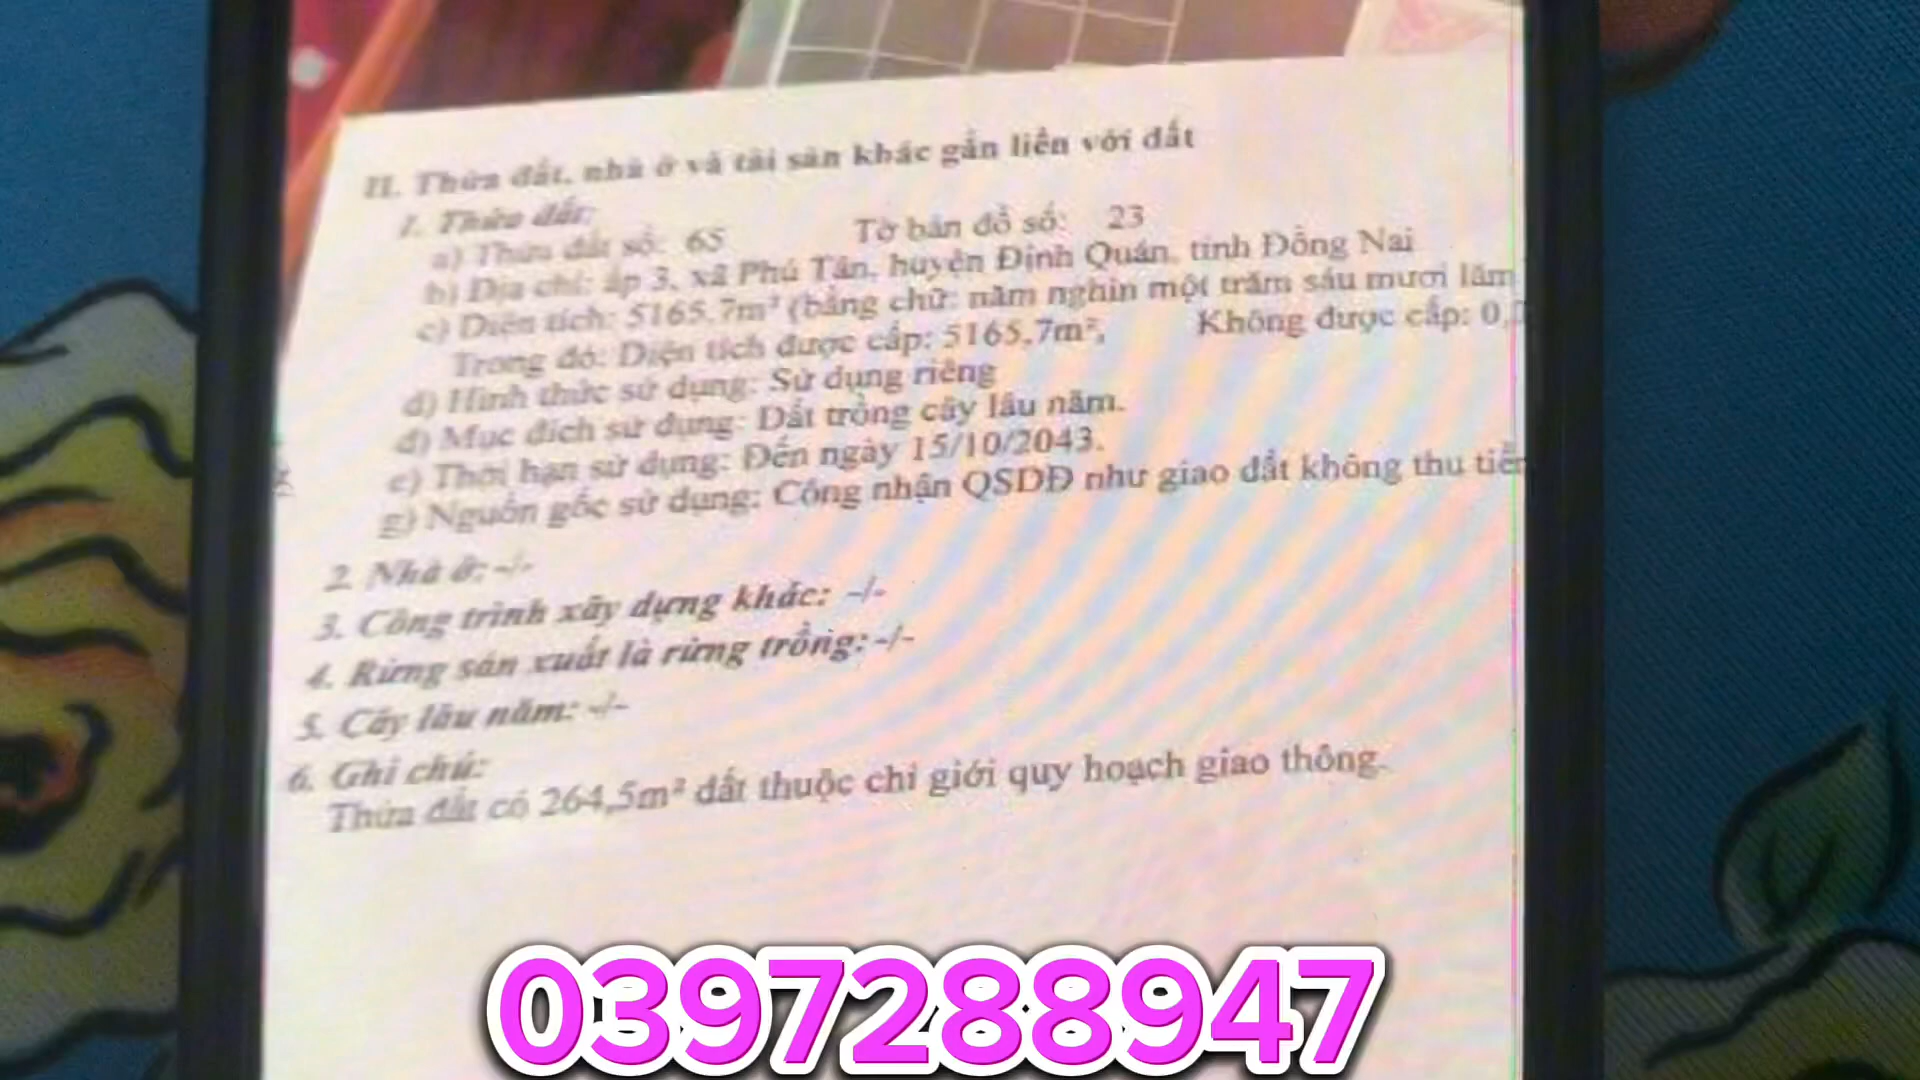 II. Thửa đất, nhà ở và tài sản khác gắn liền với đất
1. Thửa đất:
a) Thửa đất số: 65 Tờ bản đồ số: 23
b) Địa chỉ: ấp 3, xã Phú Tân, huyện Định Quán, tỉnh Đồng Nai
c) Diện tích: 5165.7m² (bằng chữ: năm nghìn một trăm sáu mươi lăm
Trong đó: Diện tích được cấp: 5165,7m², Không được cấp: 0,
d) Hình thức sử dụng: Sử dụng riêng
đ) Mục đích sử dụng: Đất trồng cây lâu năm.
e) Thời hạn sử dụng: Đến ngày 15/10/2043.
g) Nguồn gốc sử dụng: Công nhận QSDĐ như giao đất không thu tiền
2. Nhà ở: -/-
3. Công trình xây dựng khác: -/-
4. Rừng sản xuất là rừng trồng: -/-
5. Cây lâu năm: -/-
6. Ghi chú:
Thửa đất có 264,5m² đất thuộc chỉ giới quy hoạch giao thông.
0397288947